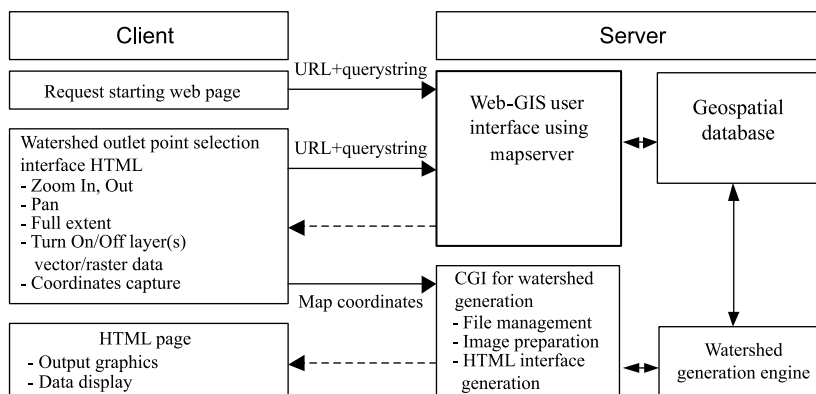 Client
Server
Request starting web page
URL+querystring
Web-GIS user
interface using
mapserver
Geospatial
database
Watershed outlet point selection
interface HTML
- Zoom In, Out
- Pan
- Full extent
- Turn On/Off layer(s)
vector/raster data
- Coordinates capture
URL+querystring
Map coordinates
CGI for watershed
generation
- File management
- Image preparation
- HTML interface
generation
Watershed
generation engine
HTML page
- Output graphics
- Data display